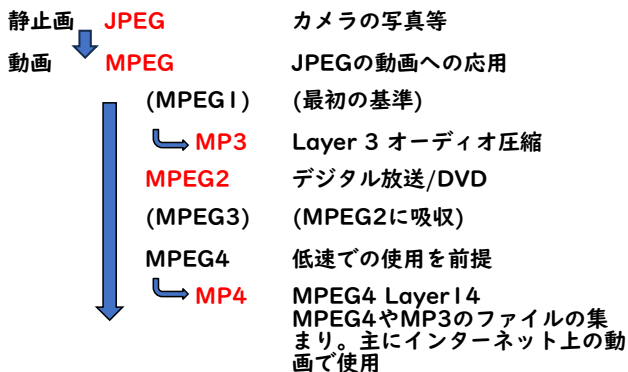 静止画 JPEG カメラの写真等
動画 MPEG JPEGの動画への応用
(MPEG1) (最初の基準)
MP3 Layer 3 オーディオ圧縮
MPEG2 デジタル放送/DVD
(MPEG3) (MPEG2に吸収)
MPEG4 低速での使用を前提
MP4 MPEG4 Layer14
MPEG4やMP3のファイルの集
まり。主にインターネット上の動
画で使用